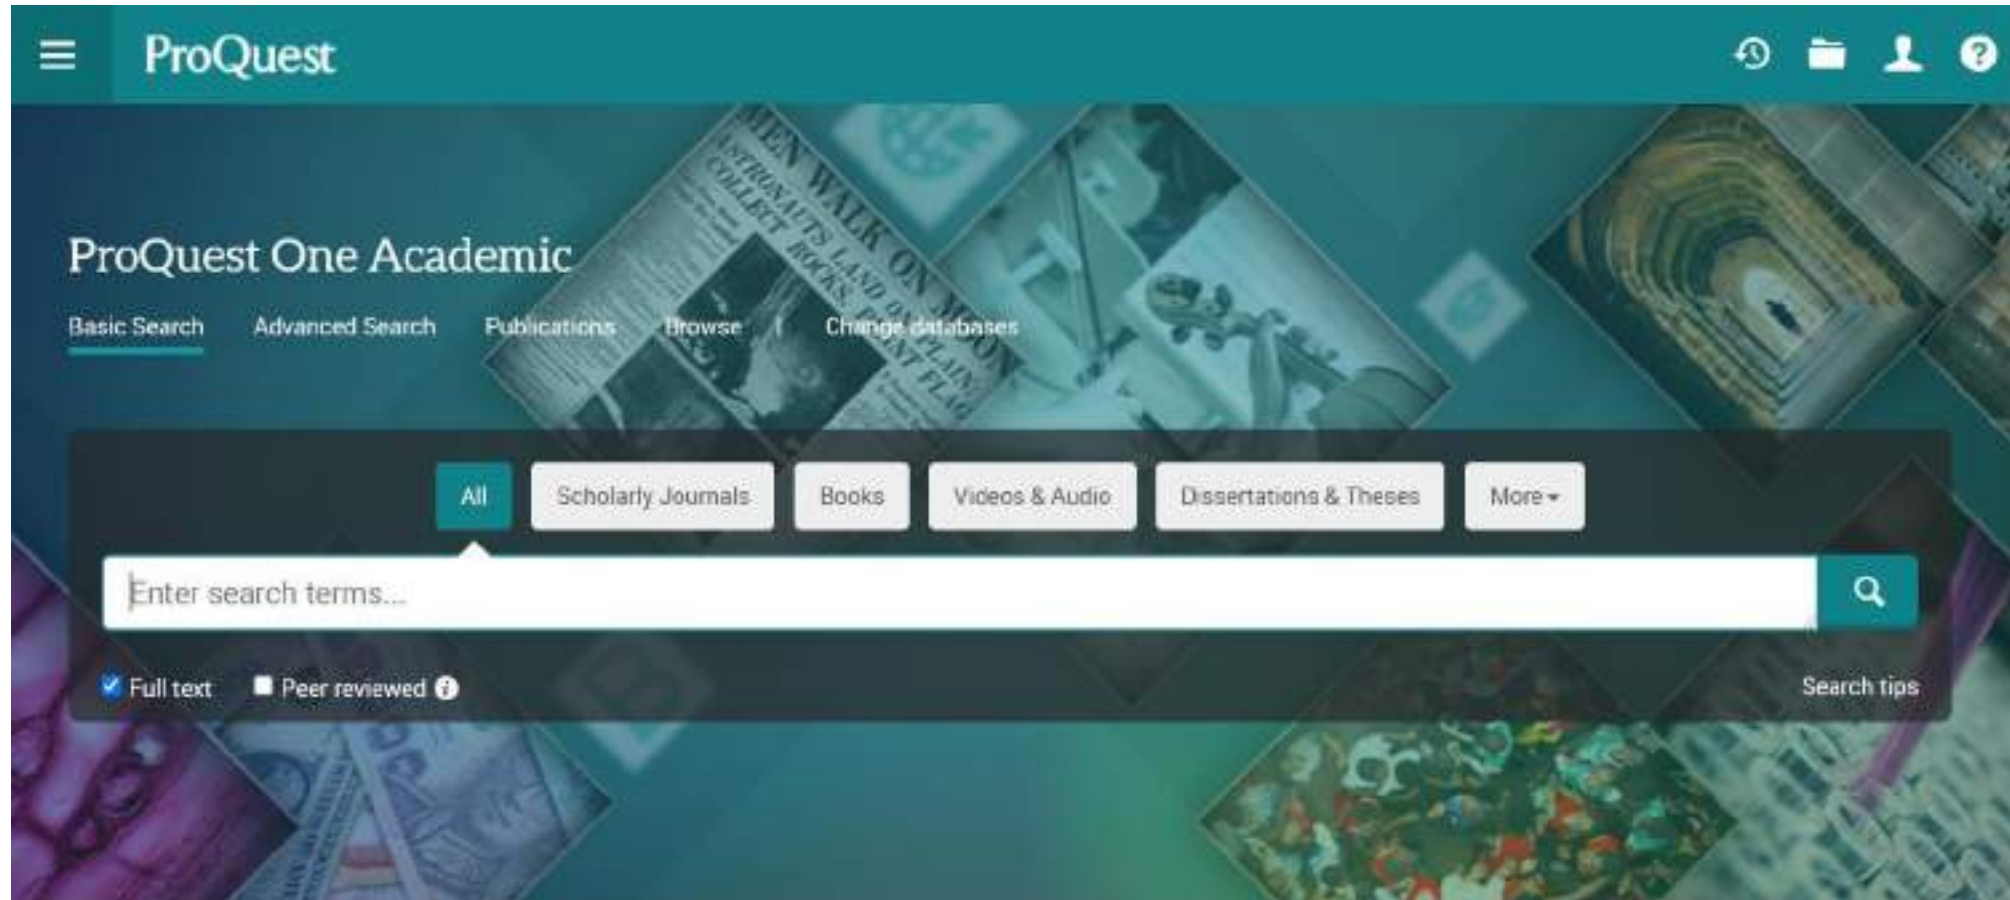 ProQuest
ProQuest One Academic
Basic Search Advanced Search Publications Browse | Change databases
MEN WALK ON MOON
ASTRONAUTS LAND ON PLAIN;
COLLECT ROCKS, PLANT FLAG
All Scholarly Journals Books Videos & Audio Dissertations & Theses More
Enter search terms...
Full text Peer reviewed
Search tips